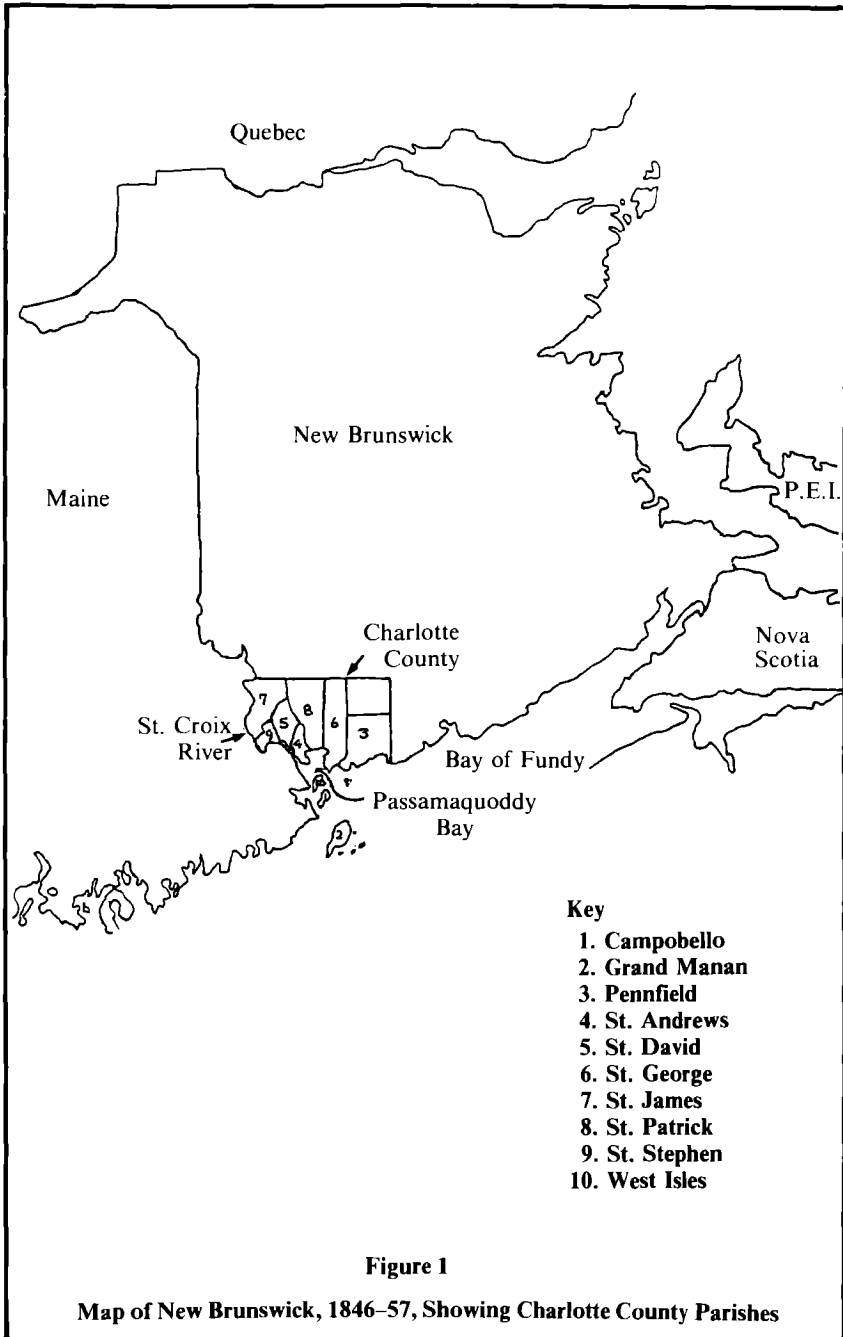 Quebec
New Brunswick
Maine
P.E.I.
Charlotte
County
Nova
Scotia
7
8
5
6
3
4
9
St. Croix
River
Bay of Fundy
Passamaquoddy
Bay
2
Key
1. Campobello
2. Grand Manan
3. Pennfield
4. St. Andrews
5. St. David
6. St. George
7. St. James
8. St. Patrick
9. St. Stephen
10. West Isles
Figure 1
Map of New Brunswick, 1846–57, Showing Charlotte County Parishes